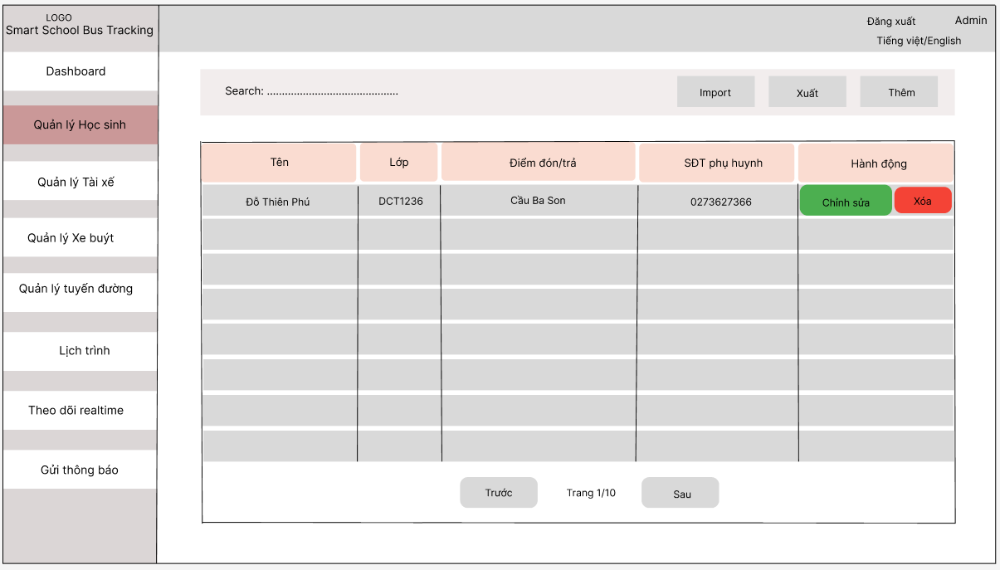 LOGO
Smart School Bus Tracking
Đăng xuất
Admin
Tiếng việt/English
Dashboard
Quản lý Học sinh
Quản lý Tài xế
Quản lý Xe buýt
Quản lý tuyến đường
Lịch trình
Theo dõi realtime
Gửi thông báo
Search: ............................................
Import
Xuất
Thêm
Tên
Lớp
Điểm đón/trả
SĐT phụ huynh
Hành động
Đỗ Thiên Phú
DCT1236
Cầu Ba Son
0273627366
Chỉnh sửa
Xóa
Trước
Trang 1/10
Sau